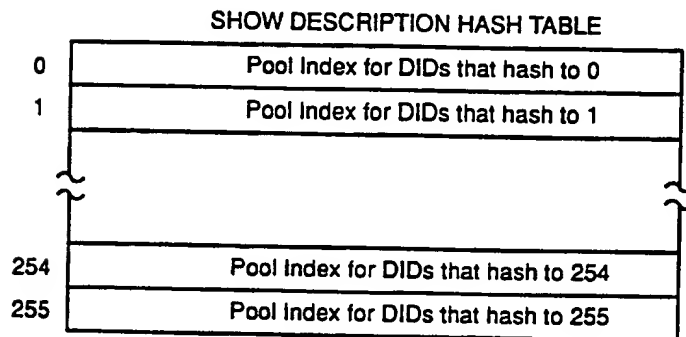 SHOW DESCRIPTION HASH TABLE
0 Pool Index for DIDs that hash to 0
1 Pool Index for DIDs that hash to 1
254 Pool Index for DIDs that hash to 254
255 Pool Index for DIDs that hash to 255